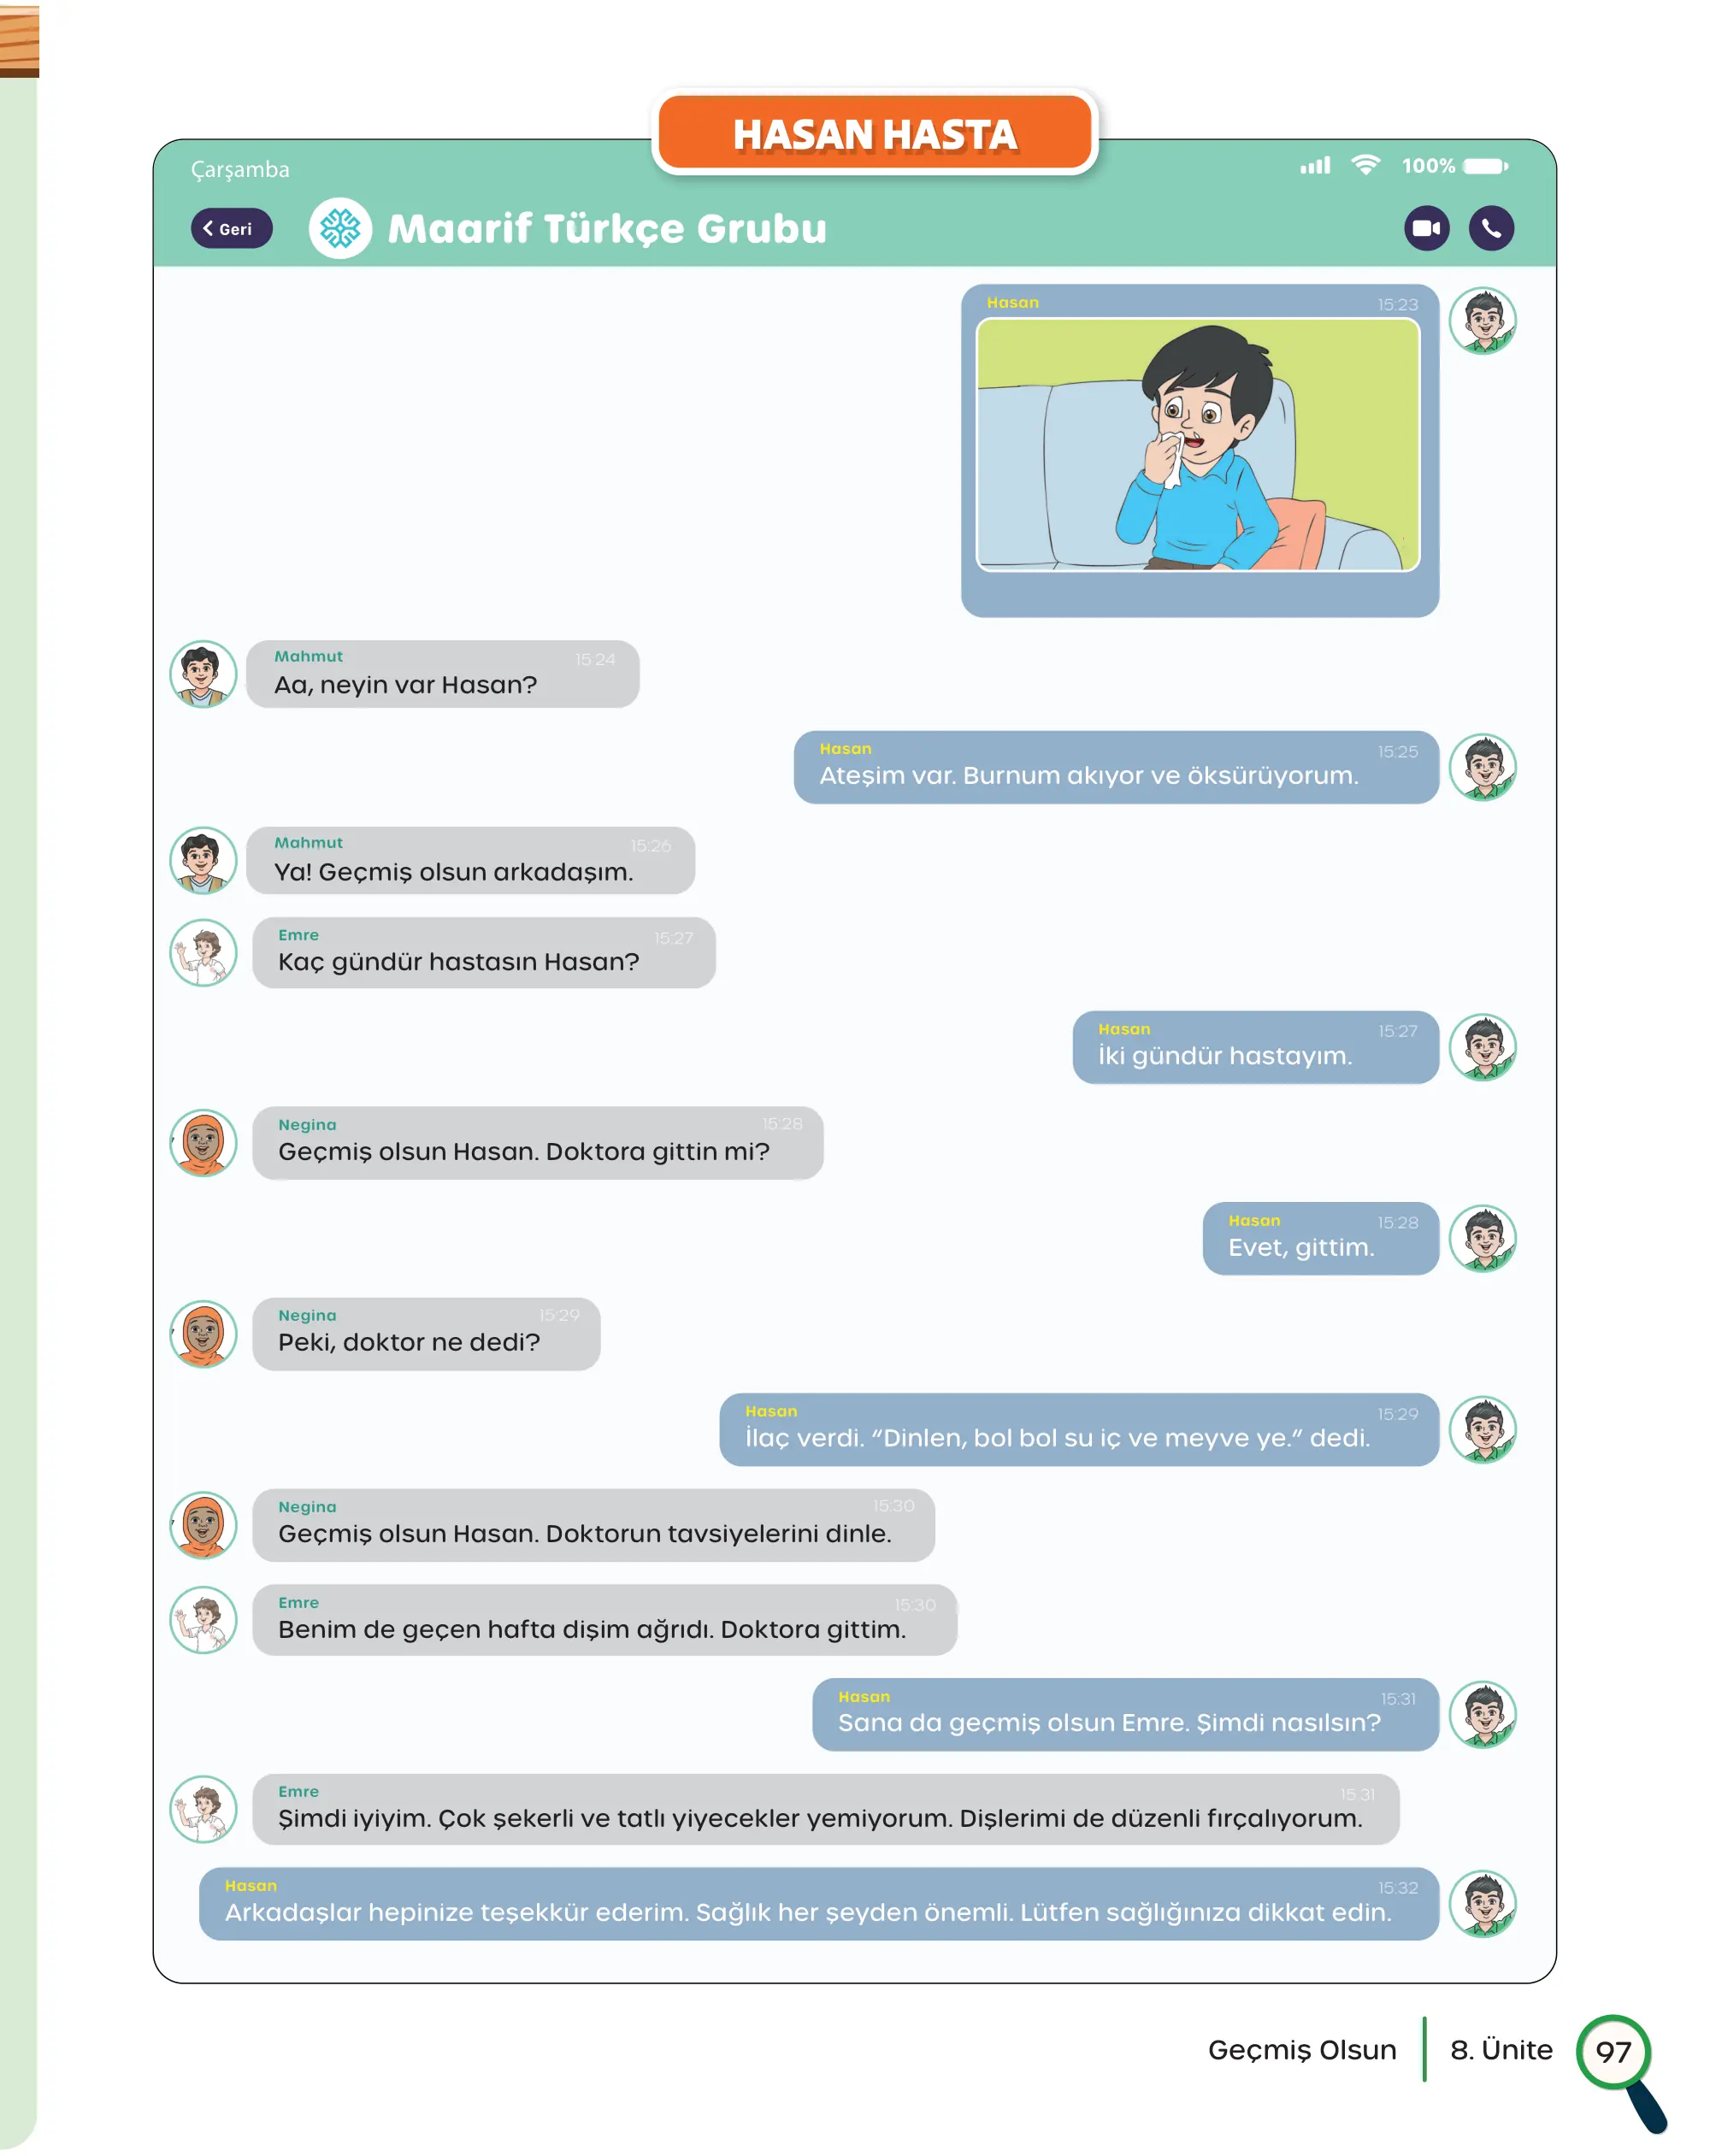 HASAN HASTA
Çarşamba
100%
Geri
Maarif Türkçe Grubu
Hasan 15:23
Mahmut 15:24
Aa, neyin var Hasan?
Hasan 15:25
Ateşim var. Burnum akıyor ve öksürüyorum.
Mahmut 15:26
Ya! Geçmiş olsun arkadaşım.
Emre 15:27
Kaç gündür hastasın Hasan?
Hasan 15:27
İki gündür hastayım.
Negina 15:28
Geçmiş olsun Hasan. Doktora gittin mi?
Hasan 15:28
Evet, gittim.
Negina 15:29
Peki, doktor ne dedi?
Hasan 15:29
İlaç verdi. “Dinlen, bol bol su iç ve meyve ye.” dedi.
Negina 15:30
Geçmiş olsun Hasan. Doktorun tavsiyelerini dinle.
Emre 15:30
Benim de geçen hafta dişim ağrıdı. Doktora gittim.
Hasan 15:31
Sana da geçmiş olsun Emre. Şimdi nasılsın?
Emre 15:31
Şimdi iyiyim. Çok şekerli ve tatlı yiyecekler yemiyorum. Dişlerimi de düzenli fırçalıyorum.
Hasan 15:32
Arkadaşlar hepinize teşekkür ederim. Sağlık her şeyden önemli. Lütfen sağlığınıza dikkat edin.
Geçmiş Olsun 8. Ünite 97